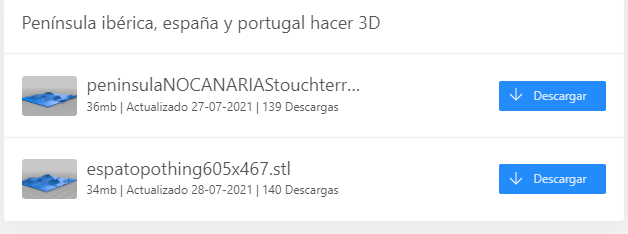 Península ibérica, españa y portugal hacer 3D
peninsulaNOCANARIAStouchterr...
36mb | Actualizado 27-07-2021 | 139 Descargas
Descargar
espatopothing605x467.stl
34mb | Actualizado 28-07-2021 | 140 Descargas
Descargar